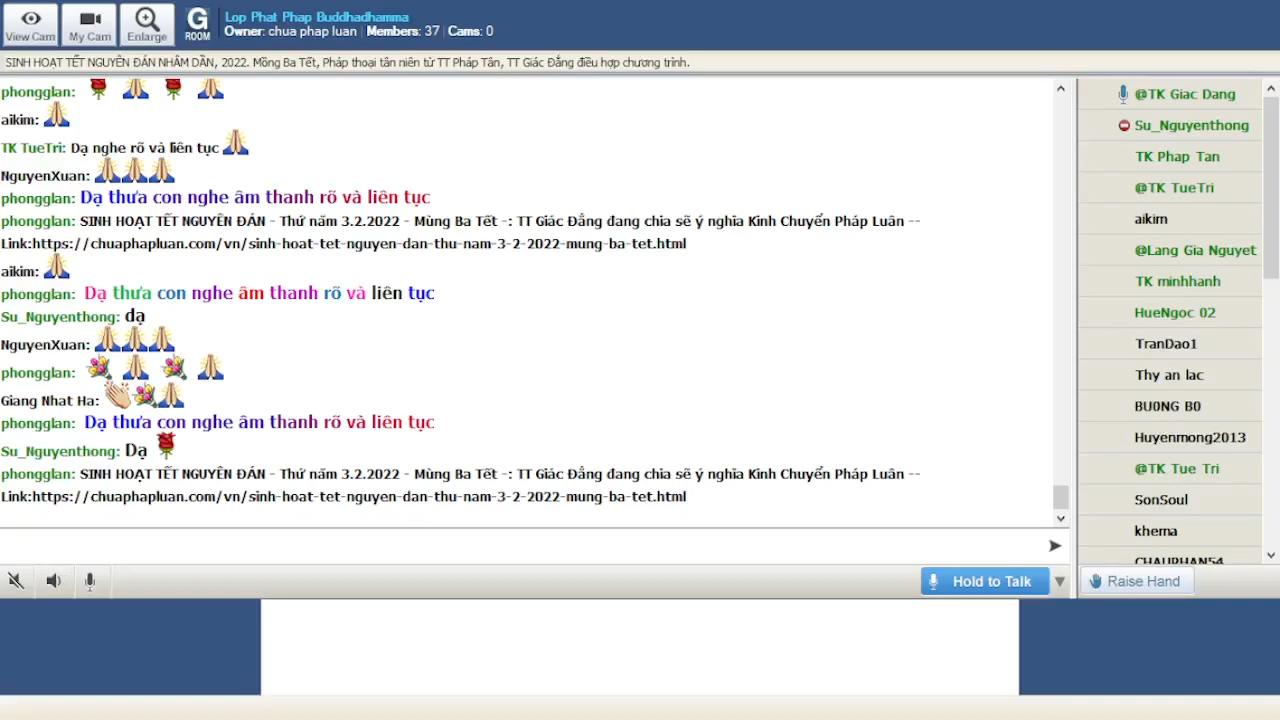 View Cam
My Cam
Enlarge
G
ROOM
Lop Phat Phap Buddhadhamma
Owner: chua phap luan | Members: 37 | Cams: 0
SINH HOẠT TẾT NGUYÊN ĐÁN NHÂM DẦN, 2022. Mồng Ba Tết, Pháp thoại tân niên từ TT Pháp Tân, TT Giác Đẳng điều hợp chương trình.
phongglan:
aikim:
TK TueTri: Dạ nghe rõ và liên tục
NguyenXuan:
phongglan: Dạ thưa con nghe âm thanh rõ và liên tục
phongglan: SINH HOẠT TẾT NGUYÊN ĐÁN - Thứ năm 3.2.2022 - Mùng Ba Tết -: TT Giác Đẳng đang chia sẽ ý nghĩa Kinh Chuyển Pháp Luân --
Link:https://chuaphapluan.com/vn/sinh-hoat-tet-nguyen-dan-thu-nam-3-2-2022-mung-ba-tet.html
aikim:
phongglan: Dạ thưa con nghe âm thanh rõ và liên tục
Su_Nguyenthong: dạ
NguyenXuan:
phongglan:
Giang Nhat Ha:
phongglan: Dạ thưa con nghe âm thanh rõ và liên tục
Su_Nguyenthong: Dạ
phongglan: SINH HOẠT TẾT NGUYÊN ĐÁN - Thứ năm 3.2.2022 - Mùng Ba Tết -: TT Giác Đẳng đang chia sẽ ý nghĩa Kinh Chuyển Pháp Luân --
Link:https://chuaphapluan.com/vn/sinh-hoat-tet-nguyen-dan-thu-nam-3-2-2022-mung-ba-tet.html
Hold to Talk
@TK Giac Dang
Su_Nguyenthong
TK Phap Tan
@TK TueTri
aikim
@Lang Gia Nguyet
TK minhhanh
HueNgoc 02
TranDao1
Thy an lac
BU0NG B0
Huyenmong2013
@TK Tue Tri
SonSoul
khema
CHAUPHAN54
Raise Hand